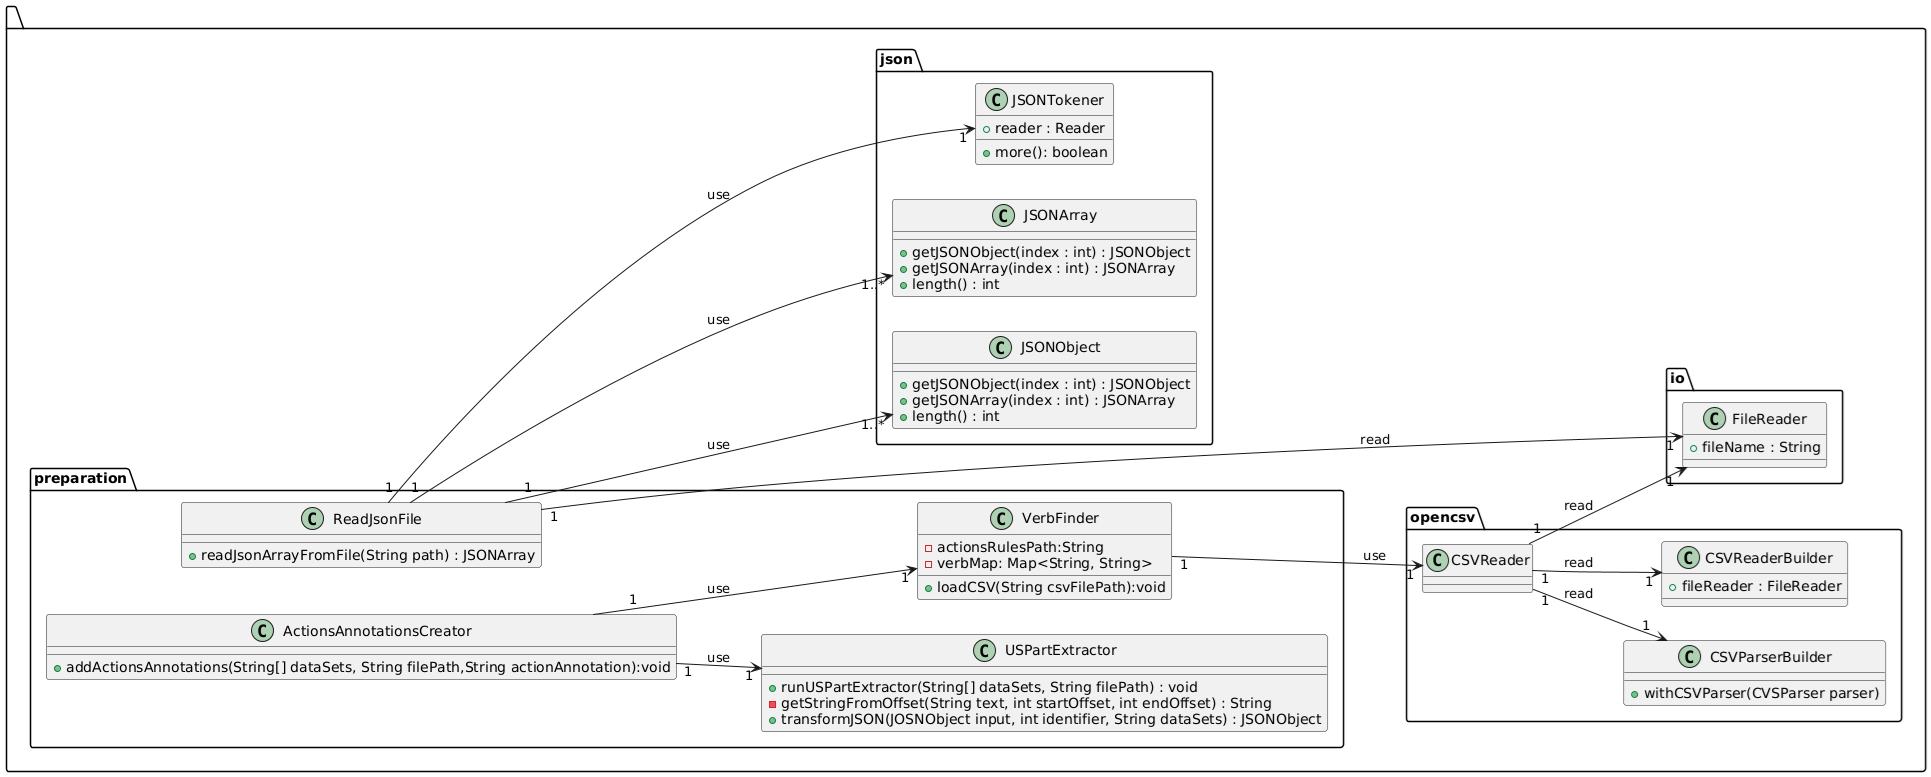 json
C JSONTokener
reader : Reader
more(): boolean
1
use
C JSONArray
getJSONObject(index : int) : JSONObject
getJSONArray(index : int) : JSONArray
length() : int
1..*
use
C JSONObject
getJSONObject(index : int) : JSONObject
getJSONArray(index : int) : JSONArray
length() : int
1..*
use
io
C FileReader
fileName : String
read
1
1
preparation
1
1
1
1
C ReadJsonFile
readJsonArrayFromFile(String path) : JSONArray
C VerbFinder
actionsRulesPath:String
verbMap: Map<String, String>
loadCSV(String csvFilePath):void
1
use
1
use
1
1
C ActionsAnnotationsCreator
addActionsAnnotations(String[] dataSets, String filePath,String actionAnnotation):void
1
use
1
C USPartExtractor
runUSPartExtractor(String[] dataSets, String filePath) : void
getStringFromOffset(String text, int startOffset, int endOffset) : String
transformJSON(JOSNObject input, int identifier, String dataSets) : JSONObject
opencsv
C CSVReader
1
read
1
read
1
1
read
1
C CSVReaderBuilder
fileReader : FileReader
C CSVParserBuilder
withCSVParser(CVSParser parser)